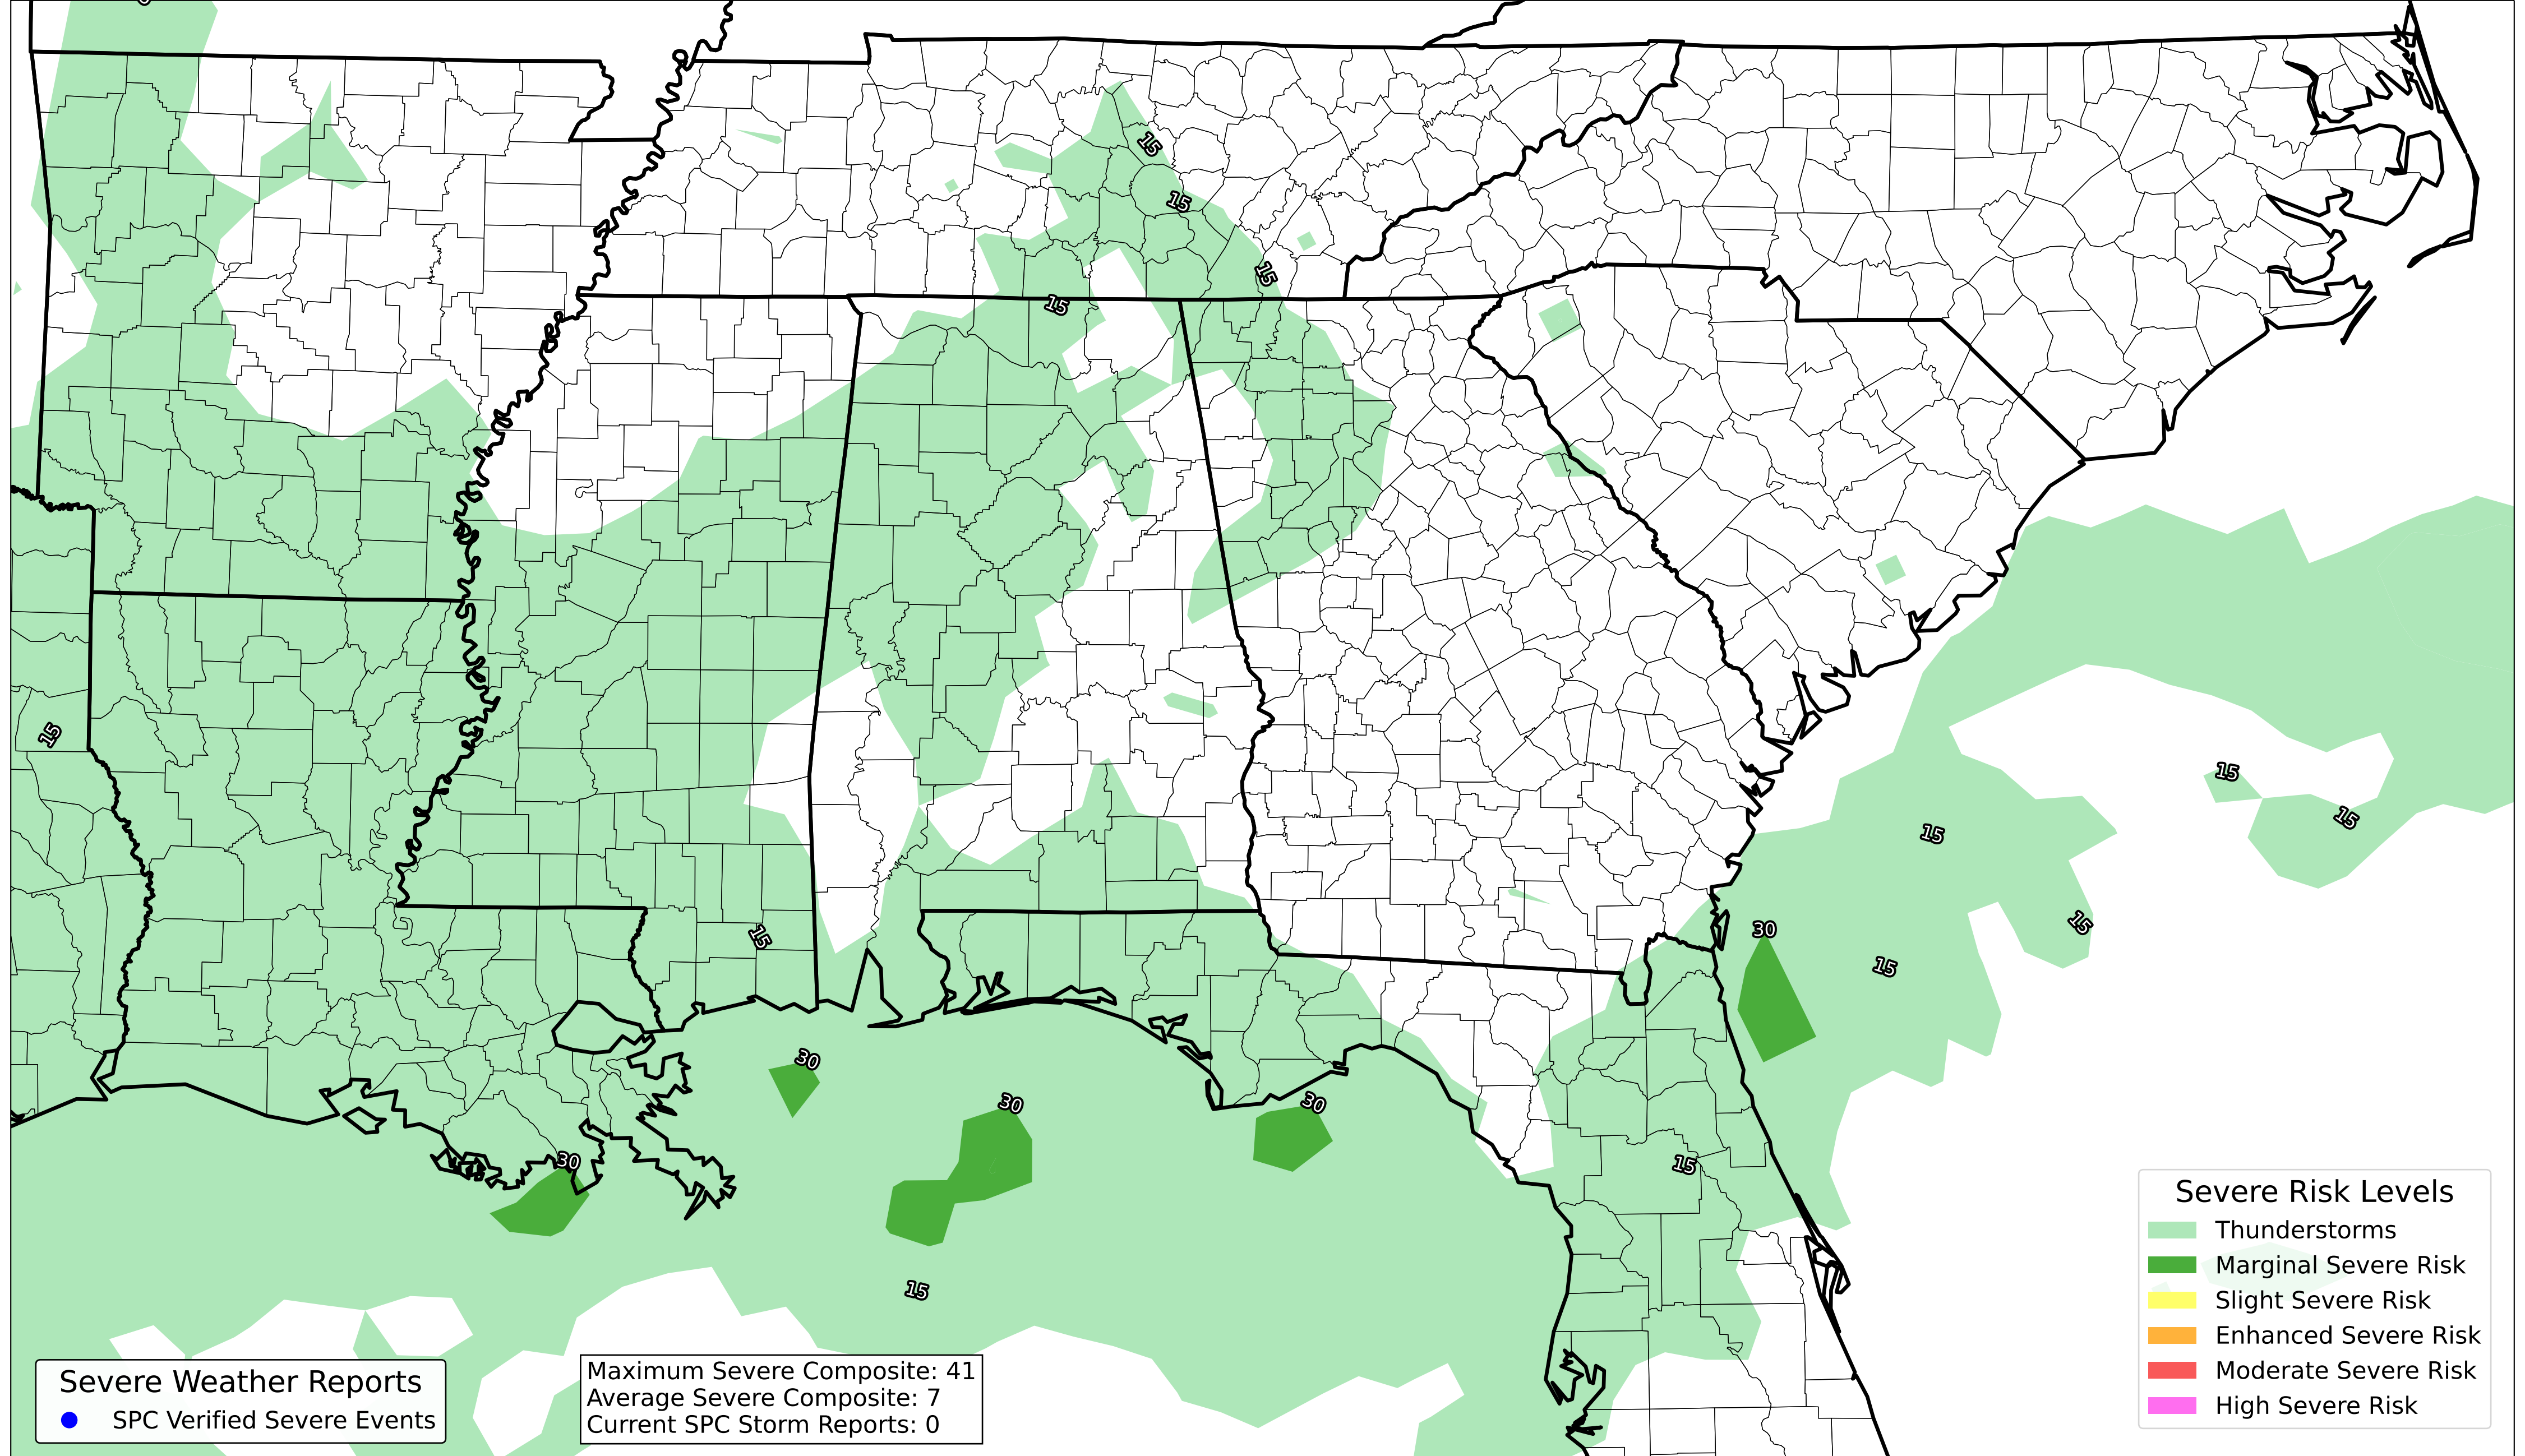 15
15
15
15
15
15
15
15
30
15
15
15
30
30
30
30
15
15
Severe Weather Reports
SPC Verified Severe Events
Maximum Severe Composite: 41
Average Severe Composite: 7
Current SPC Storm Reports: 0
Severe Risk Levels
Thunderstorms
Marginal Severe Risk
Slight Severe Risk
Enhanced Severe Risk
Moderate Severe Risk
High Severe Risk